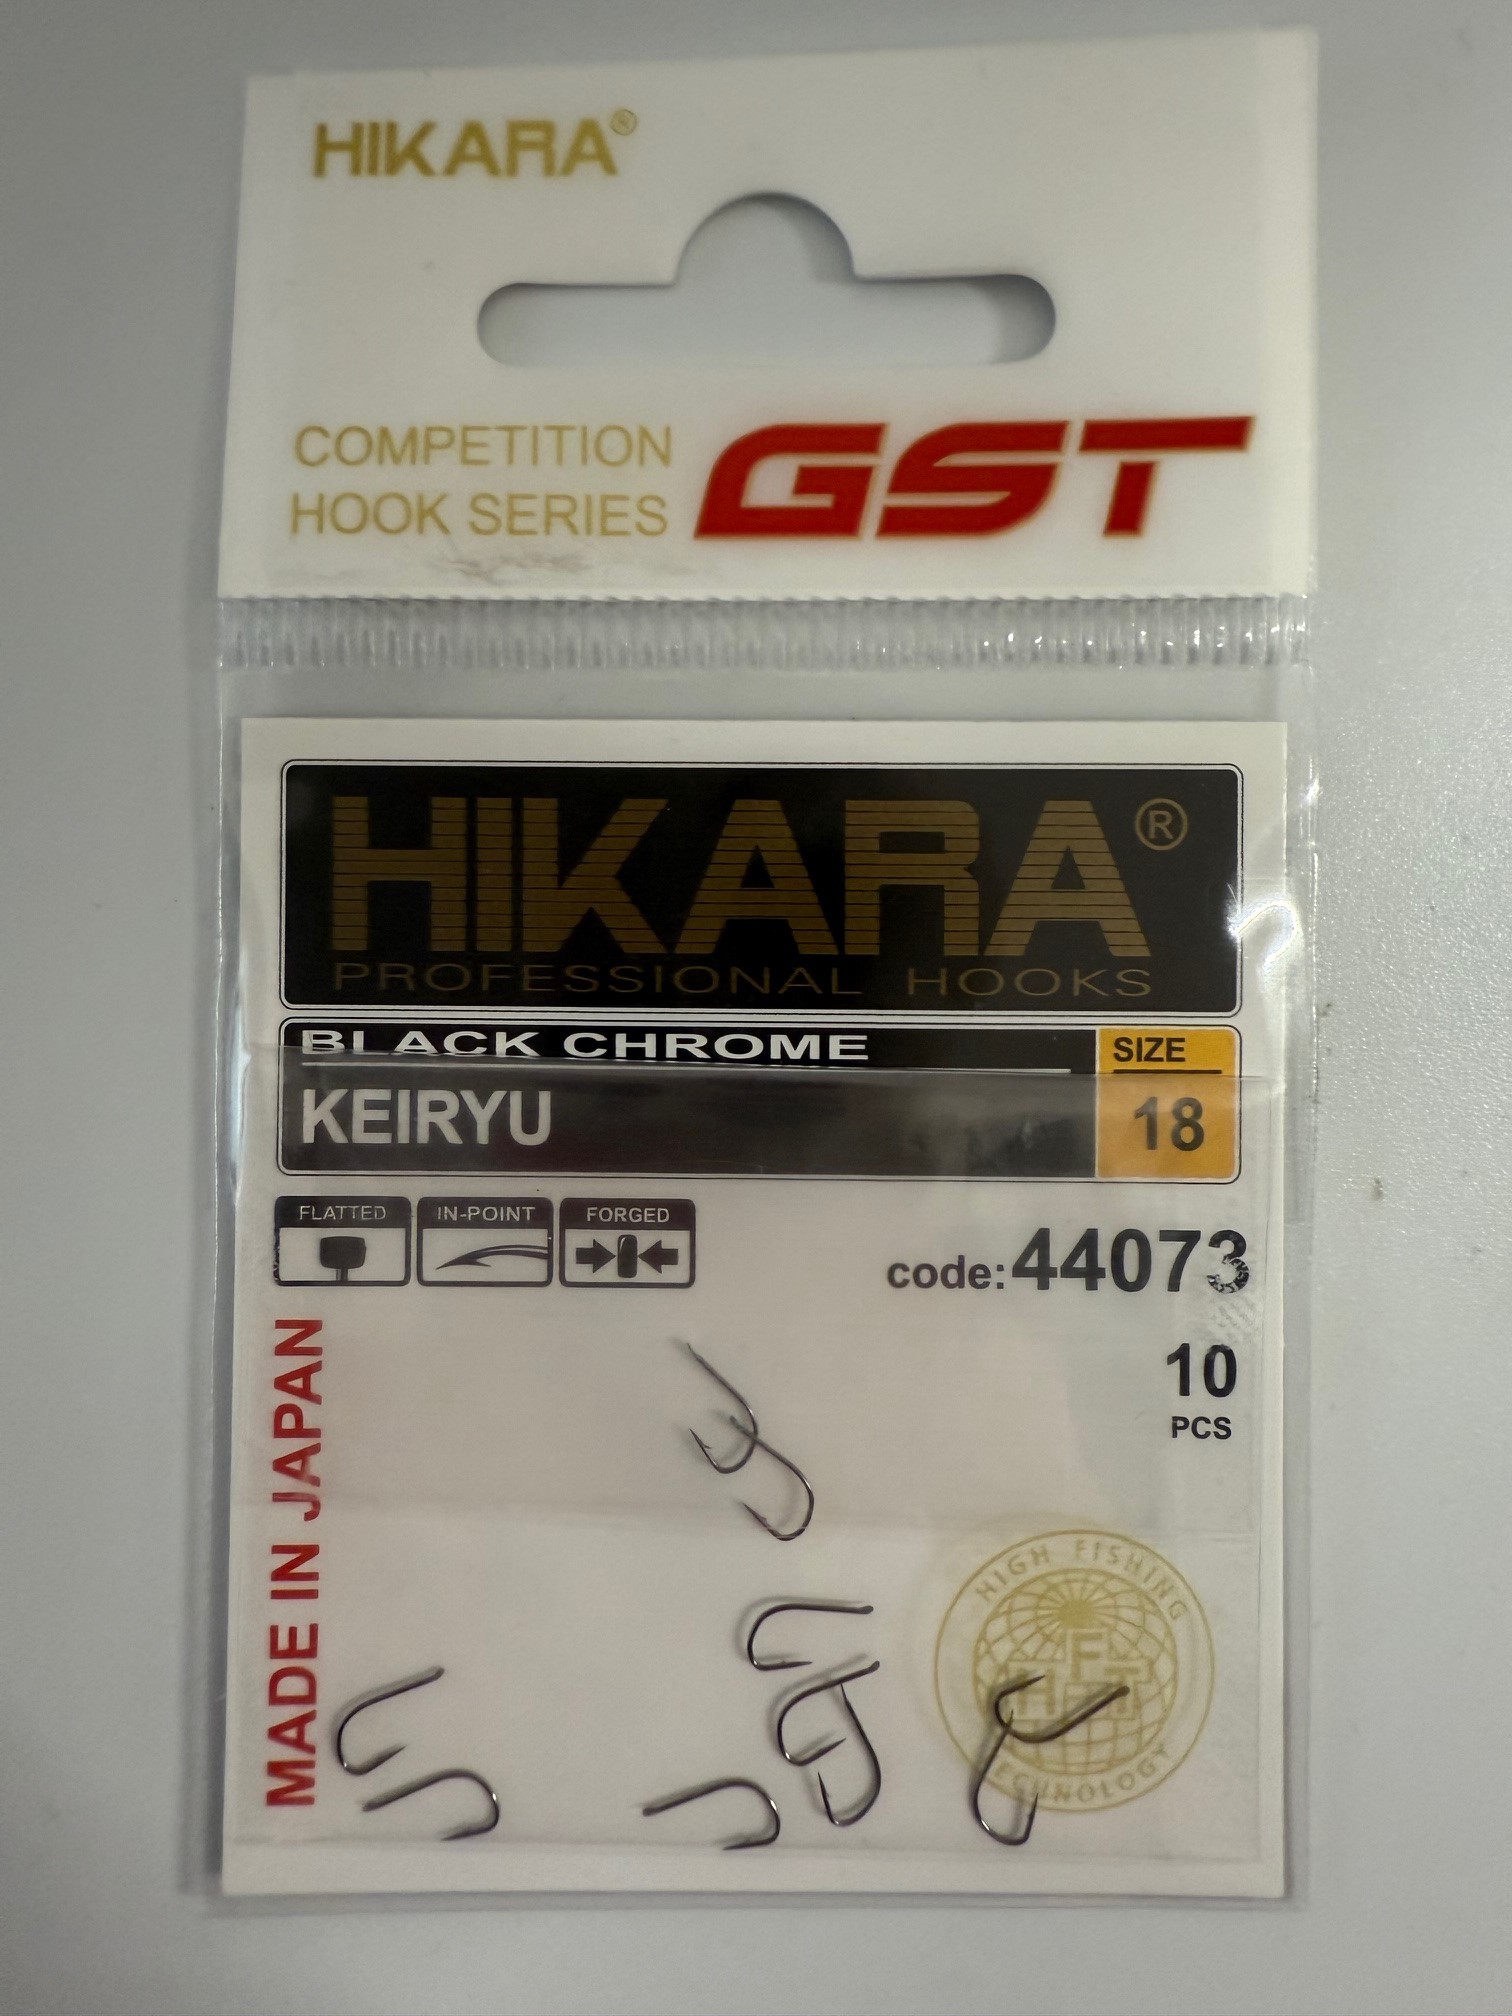 HIKARA®
COMPETITION
HOOK SERIES
GST
HIKARA®
PROFESSIONAL HOOKS
BLACK CHROME
KEIRYU
SIZE
18
FLATTED
IN-POINT
FORGED
code: 44073
10
PCS
MADE IN JAPAN
HIGH FISHING
HFT
TECHNOLOGY